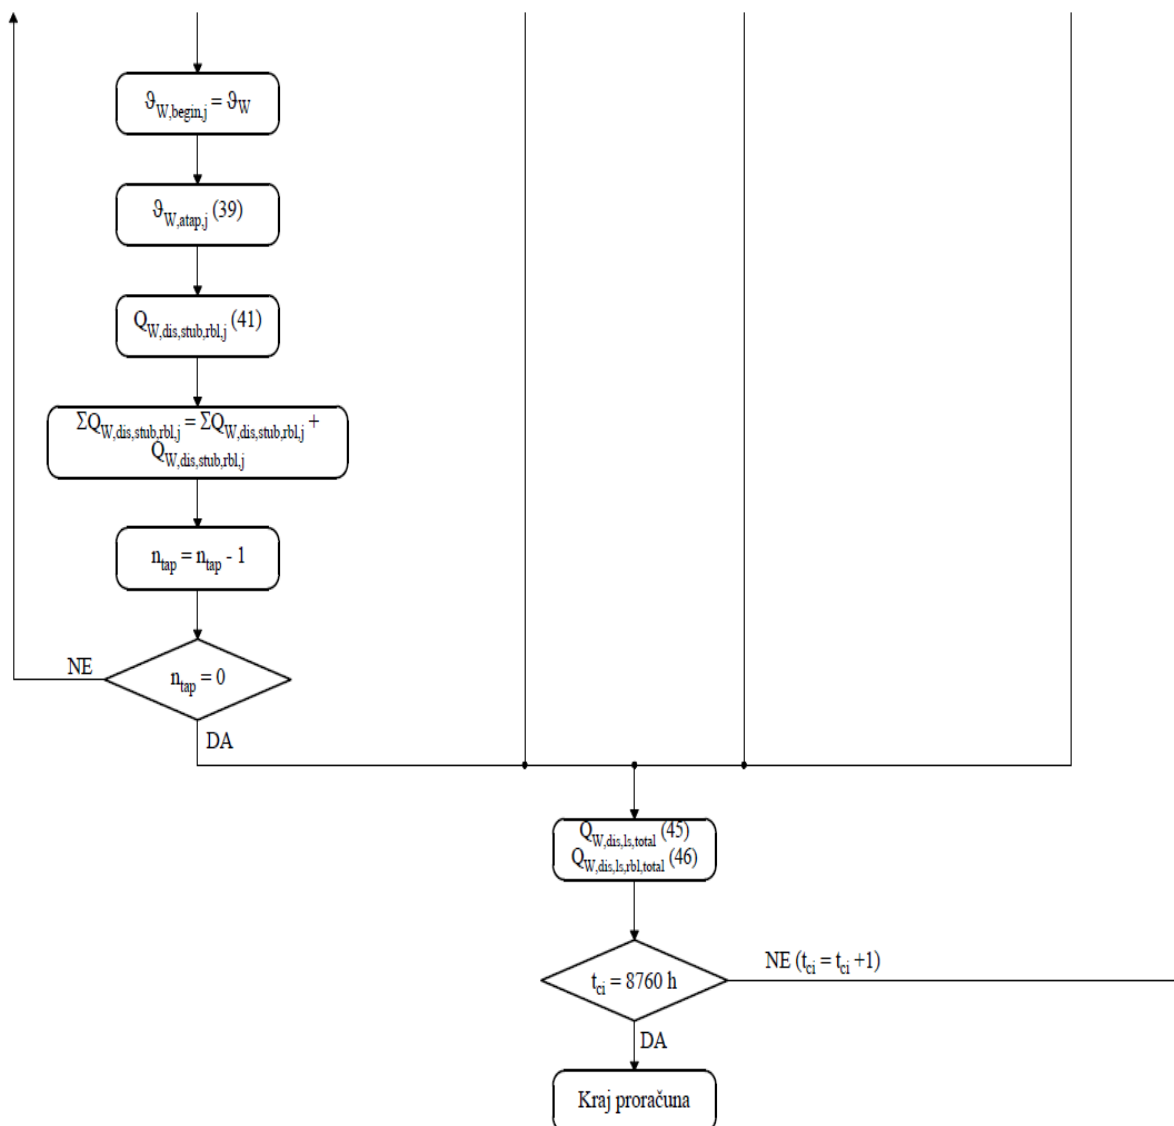 ϑW,begin,j = ϑW
ϑW,atap,j (39)
QW,dis,stub,rbl,j (41)
ΣQW,dis,stub,rbl,j = ΣQW,dis,stub,rbl,j +
QW,dis,stub,rbl,j
ntap = ntap - 1
NE
ntap = 0
DA
QW,dis,ls,total (45)
QW,dis,ls,rbl,total (46)
NE (tci = tci +1)
tci = 8760 h
DA
Kraj proračuna